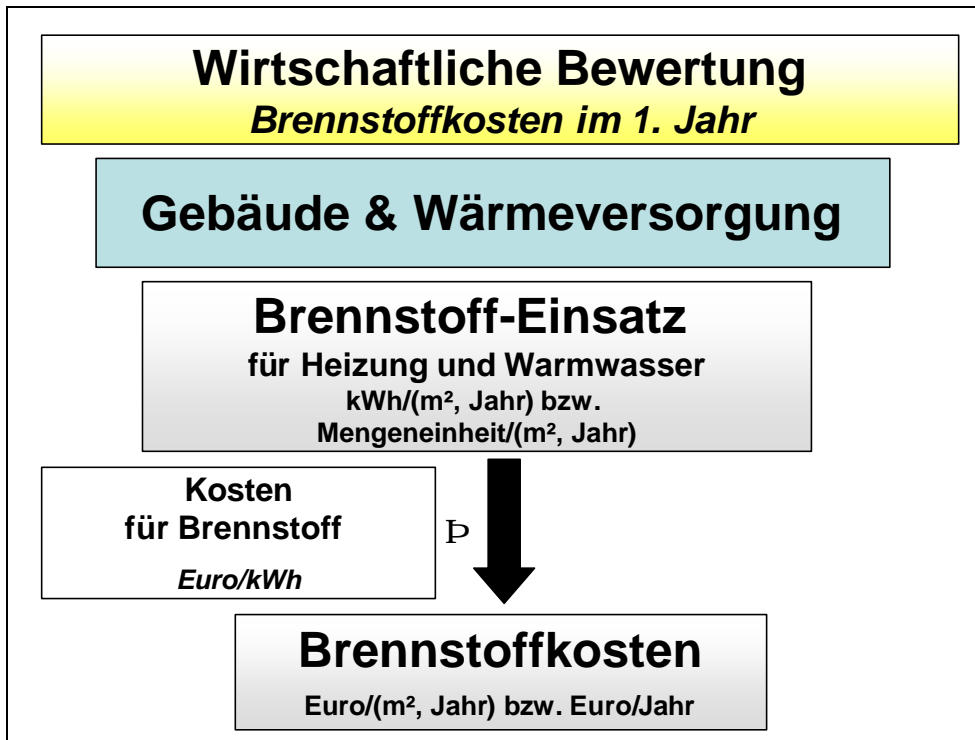 Wirtschaftliche Bewertung
Brennstoffkosten im 1. Jahr
Gebäude & Wärmeversorgung
Brennstoff-Einsatz
für Heizung und Warmwasser
kWh/(m², Jahr) bzw.
Mengeneinheit/(m², Jahr)
Kosten
für Brennstoff
Euro/kWh
Þ
Brennstoffkosten
Euro/(m², Jahr) bzw. Euro/Jahr